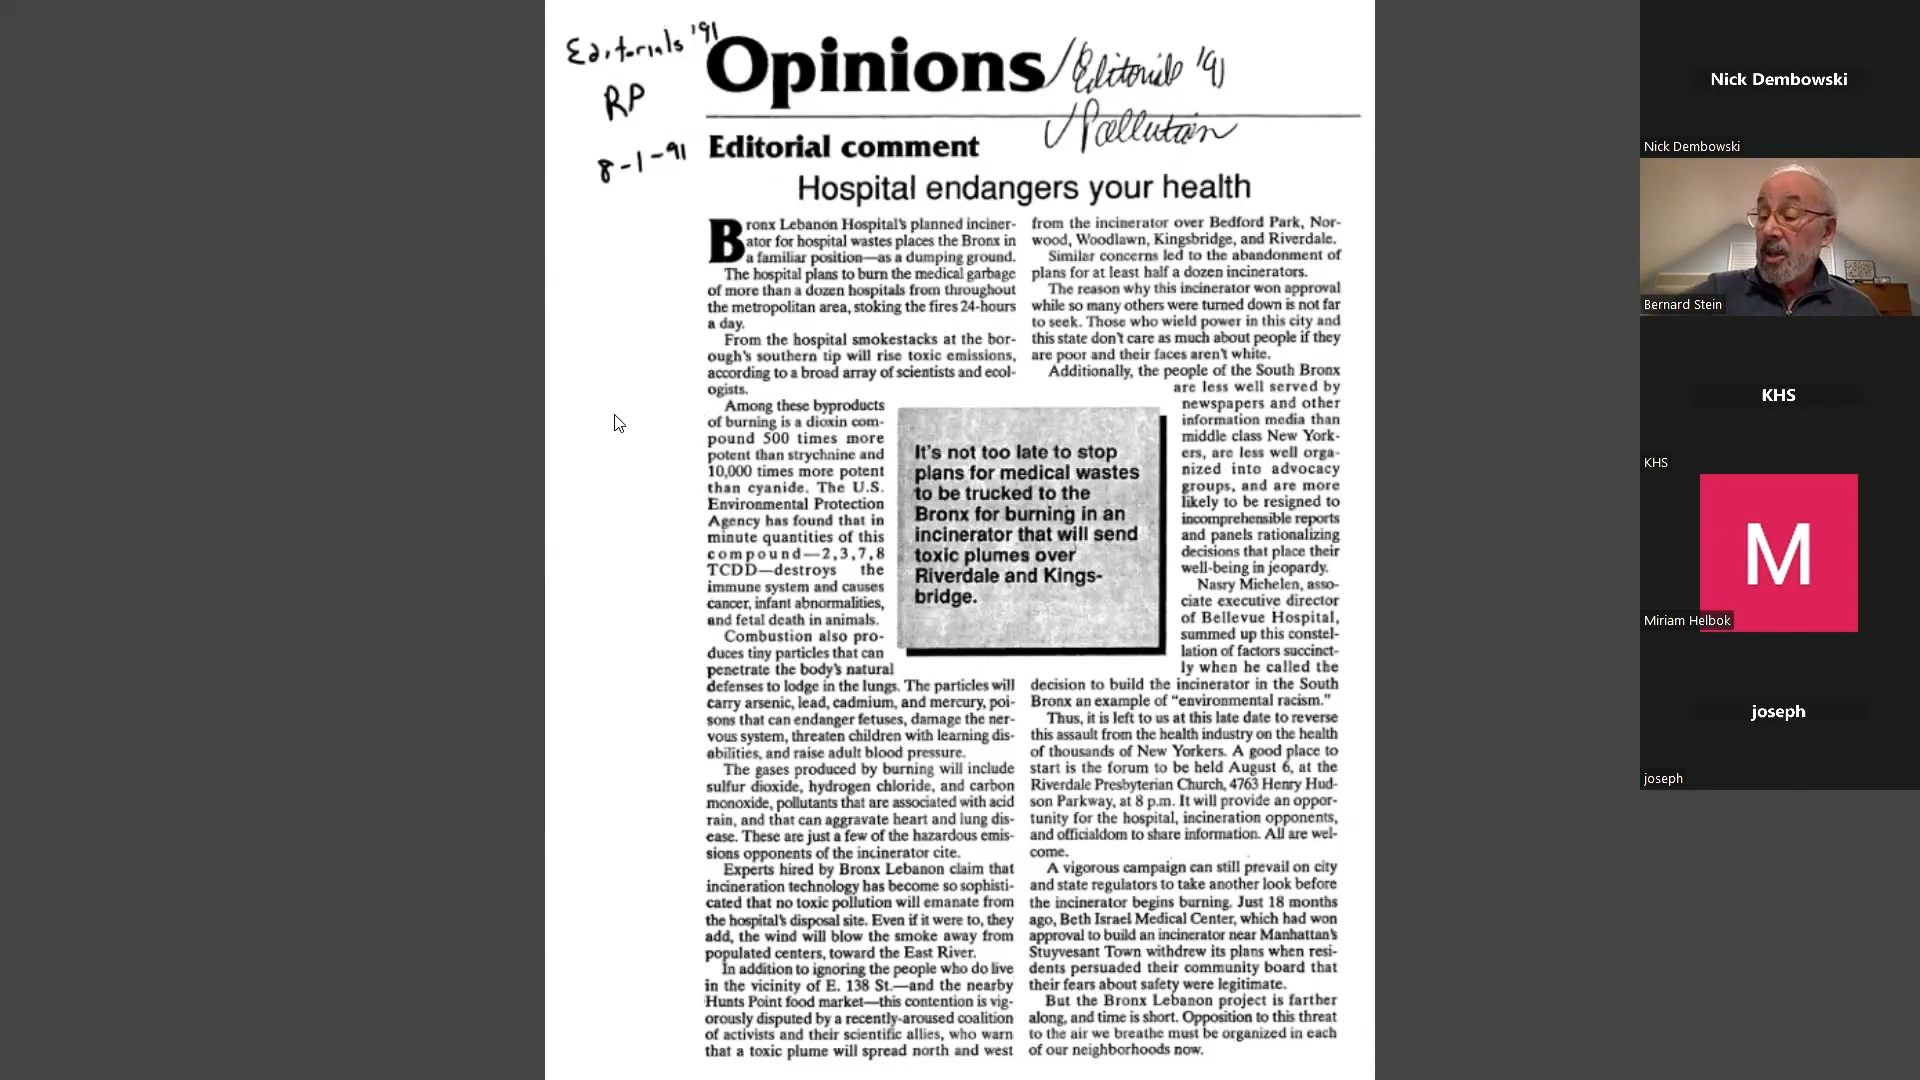 Editorials '91
RP
8-1-91
Opinions
/Editorials '91
/Pollution
Editorial comment
Hospital endangers your health
Bronx Lebanon Hospital's planned inciner-
ator for hospital wastes places the Bronx in
a familiar position—as a dumping ground.
The hospital plans to burn the medical garbage
of more than a dozen hospitals from throughout
the metropolitan area, stoking the fires 24-hours
a day.
From the hospital smokestacks at the bor-
ough's southern tip will rise toxic emissions,
according to a broad array of scientists and ecol-
ogists.
Among these byproducts
of burning is a dioxin com-
pound 500 times more
potent than strychnine and
10,000 times more potent
than cyanide. The U.S.
Environmental Protection
Agency has found that in
minute quantities of this
compound—2,3,7,8
TCDD—destroys the
immune system and causes
cancer, infant abnormalities,
and fetal death in animals.
Combustion also pro-
duces tiny particles that can
penetrate the body's natural
defenses to lodge in the lungs. The particles will
carry arsenic, lead, cadmium, and mercury, poi-
sons that can endanger fetuses, damage the ner-
vous system, threaten children with learning dis-
abilities, and raise adult blood pressure.
The gases produced by burning will include
sulfur dioxide, hydrogen chloride, and carbon
monoxide, pollutants that are associated with acid
rain, and that can aggravate heart and lung dis-
ease. These are just a few of the hazardous emis-
sions opponents of the incinerator cite.
Experts hired by Bronx Lebanon claim that
incineration technology has become so sophisti-
cated that no toxic pollution will emanate from
the hospital's disposal site. Even if it were to, they
add, the wind will blow the smoke away from
populated centers, toward the East River.
In addition to ignoring the people who do live
in the vicinity of E. 138 St.—and the nearby
Hunts Point food market—this contention is vig-
orously disputed by a recently-aroused coalition
of activists and their scientific allies, who warn
that a toxic plume will spread north and west
from the incinerator over Bedford Park, Nor-
wood, Woodlawn, Kingsbridge, and Riverdale.
Similar concerns led to the abandonment of
plans for at least half a dozen incinerators.
The reason why this incinerator won approval
while so many others were turned down is not far
to seek. Those who wield power in this city and
this state don't care as much about people if they
are poor and their faces aren't white.
Additionally, the people of the South Bronx
are less well served by
newspapers and other
information media than
middle class New York-
ers, are less well orga-
nized into advocacy
groups, and are more
likely to be resigned to
incomprehensible reports
and panels rationalizing
decisions that place their
well-being in jeopardy.
Nasry Michelen, asso-
ciate executive director
of Bellevue Hospital,
summed up this constel-
lation of factors succinct-
ly when he called the
decision to build the incinerator in the South
Bronx an example of "environmental racism."
Thus, it is left to us at this late date to reverse
this assault from the health industry on the health
of thousands of New Yorkers. A good place to
start is the forum to be held August 6, at the
Riverdale Presbyterian Church, 4763 Henry Hud-
son Parkway, at 8 p.m. It will provide an oppor-
tunity for the hospital, incineration opponents,
and officialdom to share information. All are wel-
come.
A vigorous campaign can still prevail on city
and state regulators to take another look before
the incinerator begins burning. Just 18 months
ago, Beth Israel Medical Center, which had won
approval to build an incinerator near Manhattan's
Stuyvesant Town withdrew its plans when resi-
dents persuaded their community board that
their fears about safety were legitimate.
But the Bronx Lebanon project is farther
along, and time is short. Opposition to this threat
to the air we breathe must be organized in each
of our neighborhoods now.
It's not too late to stop
plans for medical wastes
to be trucked to the
Bronx for burning in an
incinerator that will send
toxic plumes over
Riverdale and Kings-
bridge.
Nick Dembowski
Nick Dembowski
Bernard Stein
KHS
KHS
M
Miriam Helbok
joseph
joseph